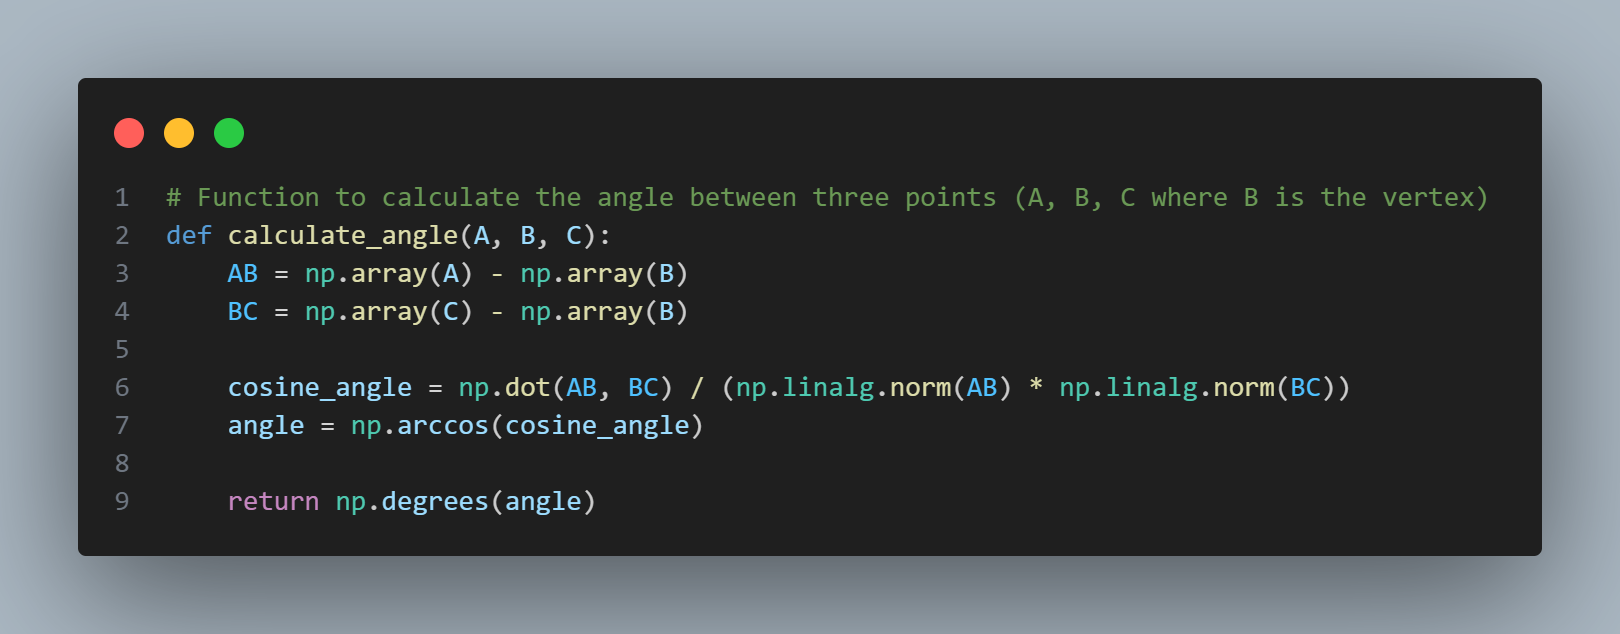 1 # Function to calculate the angle between three points (A, B, C where B is the vertex)
2 def calculate_angle(A, B, C):
3     AB = np.array(A) - np.array(B)
4     BC = np.array(C) - np.array(B)
5
6     cosine_angle = np.dot(AB, BC) / (np.linalg.norm(AB) * np.linalg.norm(BC))
7     angle = np.arccos(cosine_angle)
8
9     return np.degrees(angle)